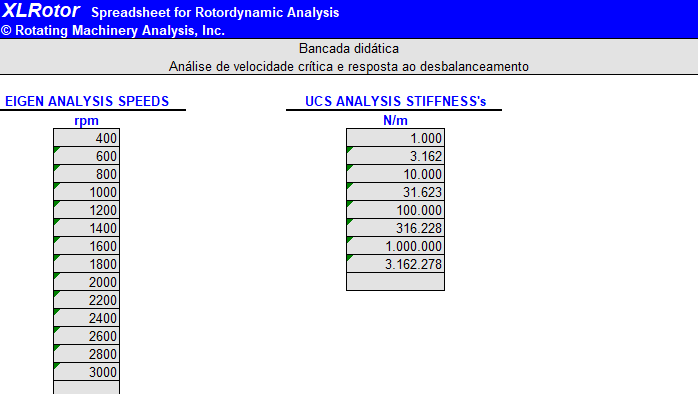 XLRotor Spreadsheet for Rotordynamic Analysis
© Rotating Machinery Analysis, Inc.
Bancada didática
Análise de velocidade crítica e resposta ao desbalanceamento
EIGEN ANALYSIS SPEEDS UCS ANALYSIS STIFFNESS's
rpm N/m
400 1.000
600 3.162
800 10.000
1000 31.623
1200 100.000
1400 316.228
1600 1.000.000
1800 3.162.278
2000
2200
2400
2600
2800
3000